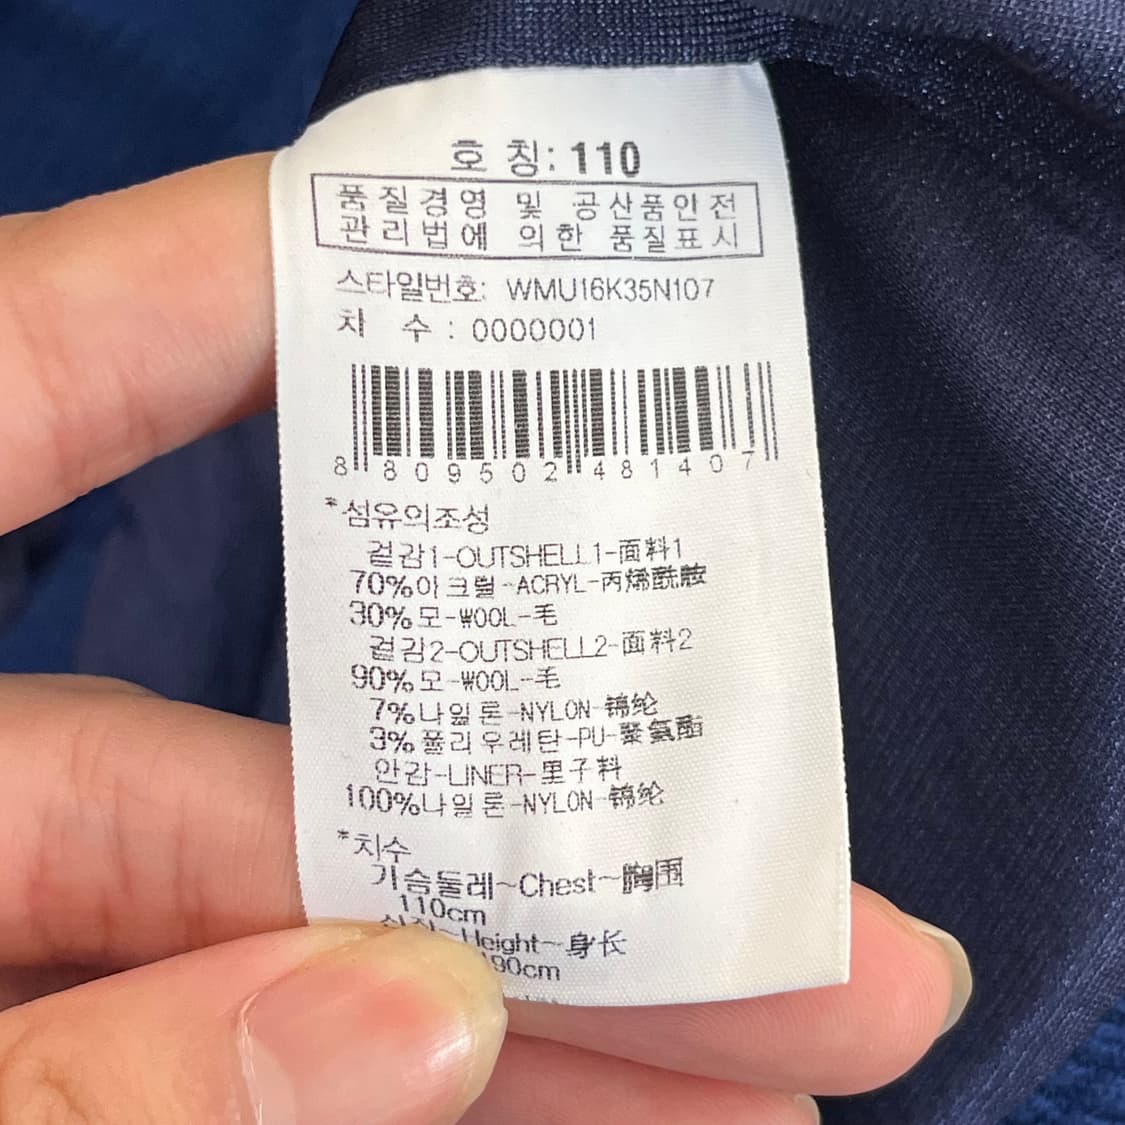 호 칭: 110
품질경영 및 공산품안전
관리법에 의한 품질표시
스타일번호: WMU16K35N107
치 수: 0000001
8 809502 481407
*섬유의조성
겉감1-OUTSHELL1-面料1
70%아크릴-ACRYL-丙烯酰胺
30%모-WOOL-毛
겉감2-OUTSHELL2-面料2
90%모-WOOL-毛
7%나일론-NYLON-锦纶
3%폴리우레탄-PU-聚氨酯
안감-LINER-里子料
100%나일론-NYLON-锦纶
*치수
가슴둘레~Chest~胸围
110cm
~Height~身长
190cm